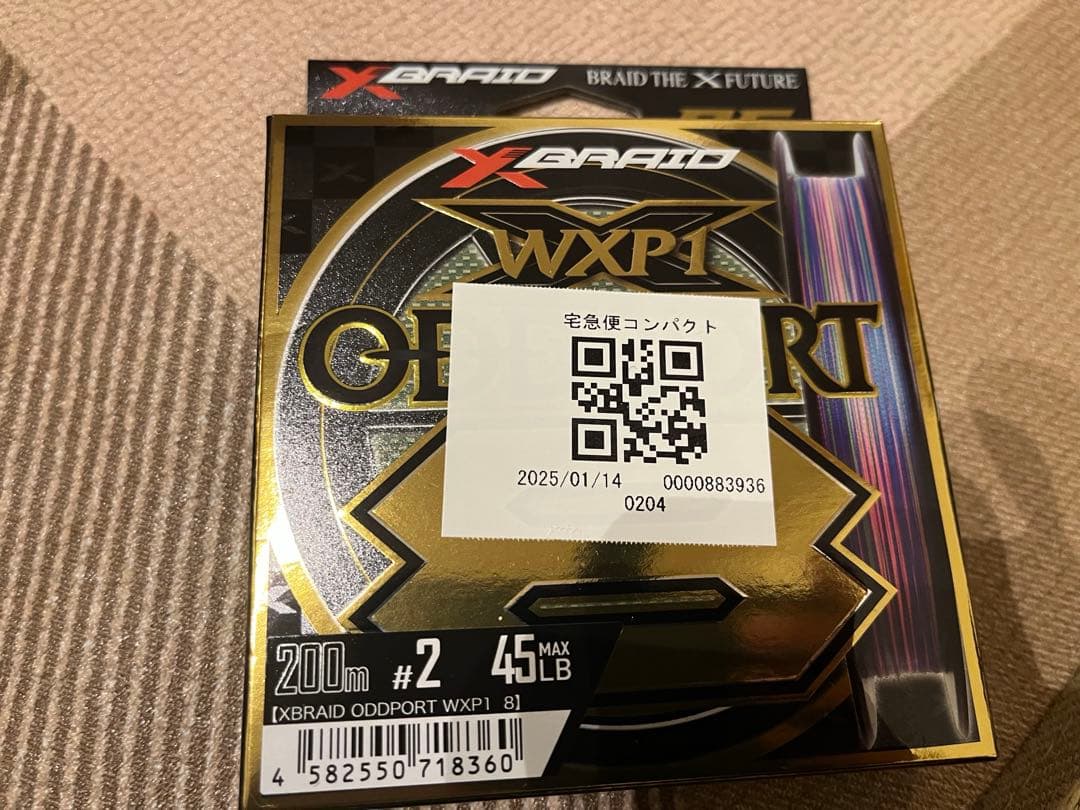 XBRAID BRAID THE X FUTURE
XBRAID
WXP1
ODDPORT
宅急便コンパクト
2025/01/14 0000883936
0204
200m #2 45 MAX LB
【XBRAID ODDPORT WXP1 8】
4 582550 718360